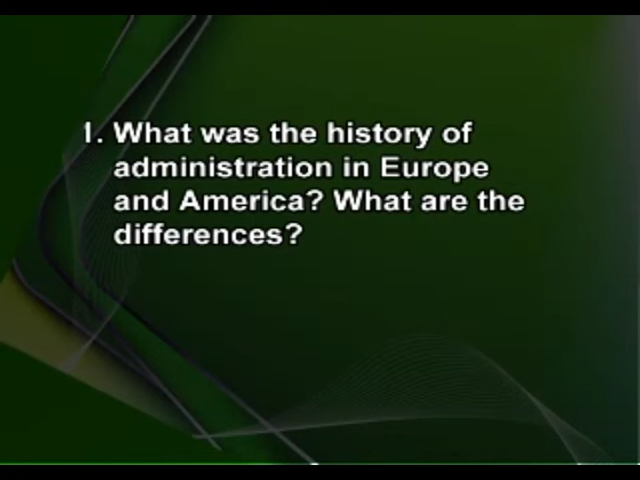 1. What was the history of
administration in Europe
and America? What are the
differences?